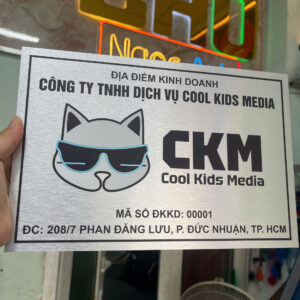 Ngọc
ĐỊA ĐIỂM KINH DOANH
CÔNG TY TNHH DỊCH VỤ COOL KIDS MEDIA
CKM
Cool Kids Media
MÃ SỐ ĐKKD: 00001
ĐC: 208/7 PHAN ĐĂNG LƯU, P. ĐỨC NHUẬN, TP. HCM